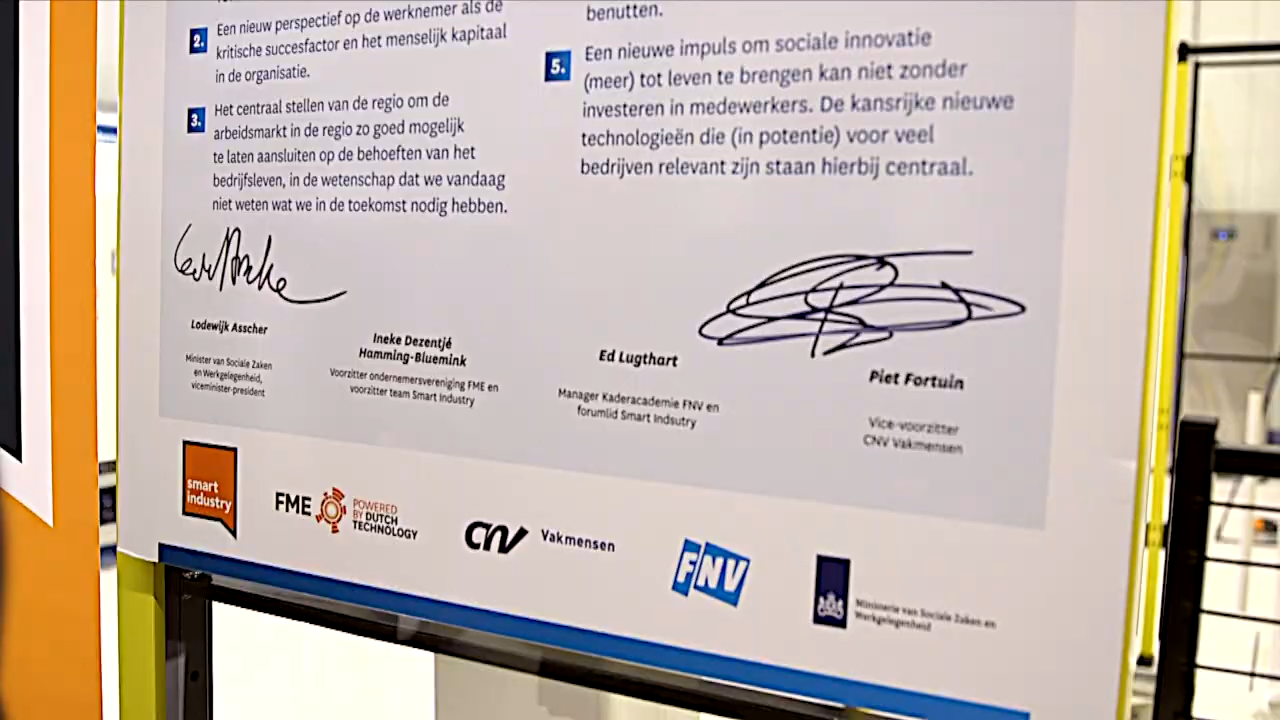 2.
Een nieuw perspectief op de werknemer als de
kritische succesfactor en het menselijk kapitaal
in de organisatie.
3.
Het centraal stellen van de regio om de
arbeidsmarkt in de regio zo goed mogelijk
te laten aansluiten op de behoeften van het
bedrijfsleven, in de wetenschap dat we vandaag
niet weten wat we in de toekomst nodig hebben.
benutten.
5.
Een nieuwe impuls om sociale innovatie
(meer) tot leven te brengen kan niet zonder
investeren in medewerkers. De kansrijke nieuwe
technologieën die (in potentie) voor veel
bedrijven relevant zijn staan hierbij centraal.
Lodewijk Asscher
Minister van Sociale Zaken
en Werkgelegenheid,
viceminister-president
Ineke Dezentjé
Hamming-Bluemink
Voorzitter ondernemersvereniging FME en
voorzitter team Smart Industry
Ed Lugthart
Manager Kaderacademie FNV en
forumlid Smart Indsutry
Piet Fortuin
Vice-voorzitter
CNV Vakmensen
smart
industry
FME
POWERED
BY DUTCH
TECHNOLOGY
CNV Vakmensen
FNV
Ministerie van Sociale Zaken en
Werkgelegenheid